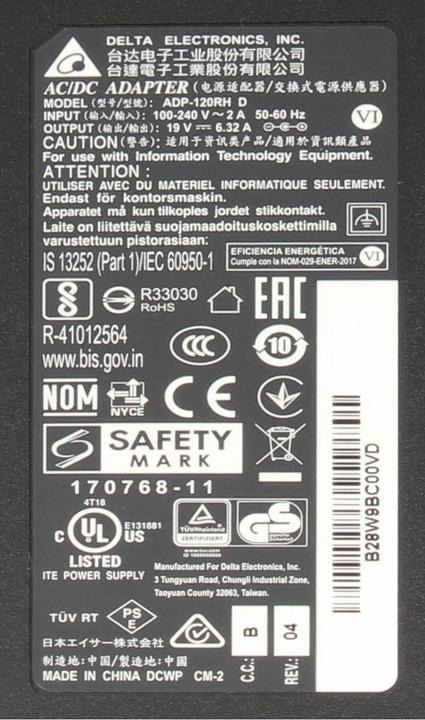 DELTA ELECTRONICS, INC.
台达电子工业股份有限公司
台達電子工業股份有限公司
AC/DC ADAPTER (电源适配器/交換式電源供應器)
MODEL (型号/型號): ADP-120RH D
INPUT (输入/輸入): 100-240 V~ 2 A 50-60 Hz
VI
OUTPUT (输出/輸出): 19 V⎓ 6.32 A
CAUTION (警告): 适用于资讯类产品/適用於資訊類產品
For use with Information Technology Equipment.
ATTENTION :
UTILISER AVEC DU MATERIEL INFORMATIQUE SEULEMENT.
Endast för kontorsmaskin.
Apparatet må kun tilkoples jordet stikkontakt.
Laite on liitettävä suojamaadoituskoskettimilla
varustettuun pistorasiaan:
IS 13252 (Part 1)/IEC 60950-1
EFICIENCIA ENERGÉTICA
Cumple con la NOM-029-ENER-2017
VI
R33030
RoHS
EAC
R-41012564
www.bis.gov.in
CCC
10
NOM
NYCE
CE
SAFETY
MARK
170768-11
4T18
c UL US
E131881
LISTED
ITE POWER SUPPLY
TÜVRheinland
ZERTIFIZIERT
GS
www.tuv.com
Manufactured For Delta Electronics, Inc.
3 Tungyuan Road, Chungli Industrial Zone,
Taoyuan County 32063, Taiwan.
TÜV RT
PS
E
日本エイサー株式会社
制造地:中国/製造地:中國
MADE IN CHINA DCWP CM-2
C.C.: B
REV.: 04
B28W9BC00VD